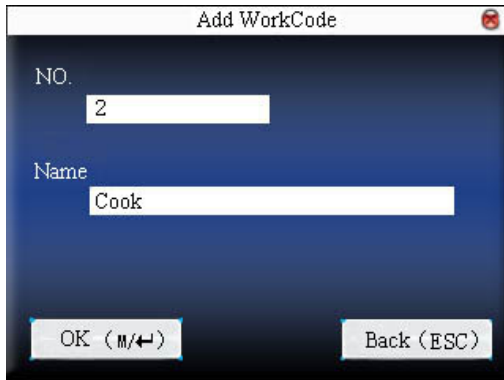 Add WorkCode
NO.
2
Name
Cook
OK (M/↵)
Back (ESC)